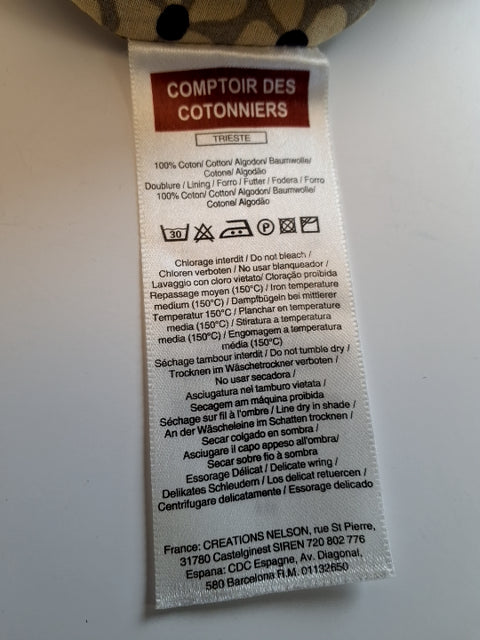 COMPTOIR DES
COTONNIERS
TRIESTE
100% Coton/ Cotton/ Algodon/ Baumwolle/
Cotone/ Algodão
Doublure / Lining / Forro / Futter / Fodera / Forro
100% Coton/ Cotton/ Algodon/ Baumwolle/
Cotone/ Algodão
30 P
Chlorage interdit / Do not bleach /
Chloren verboten / No usar blanqueador /
Lavaggio con cloro vietato/ Cloração proibida
Repassage moyen (150°C) / Iron temperature
medium (150°C) / Dampfbügeln bei mittlerer
Temperatur 150°C / Planchar en temperature
media (150°C) / Stiratura a temperatura
media (150°C) / Engomagem a temperatura
média (150°C)
Séchage tambour interdit / Do not tumble dry /
Trocknen im Wäschetrockner verboten /
No usar secadora /
Asciugatura nel tamburo vietata /
Secagem am máquina proibida
Séchage sur fil à l'ombre / Line dry in shade /
An der Wäscheleine im Schatten trocknen /
Secar colgado en sombra /
Asciugare il capo appeso all'ombra/
Secar sobre fio à sombra
Essorage Délicat / Delicate wring /
Delikates Schleudern / Los delicat retuercen /
Centrifugare delicatamente / Essorage delicado
France: CREATIONS NELSON, rue St Pierre,
31780 Castelginest SIREN 720 802 776
Espana: CDC Espagne, Av. Diagonal,
580 Barcelona R.M. 01132650